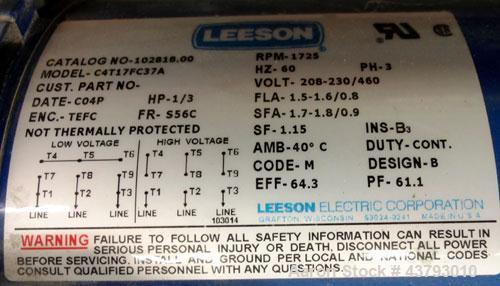 LEESON
CATALOG NO-102818.00
MODEL- C4T17FC37A
CUST. PART NO-
DATE-C04P HP-1/3
ENC.-TEFC FR- S56C
NOT THERMALLY PROTECTED
RPM-1725
HZ-60 PH-3
VOLT- 208-230/460
FLA- 1.5-1.6/0.8
SFA-1.7-1.8/0.9
SF- 1.15 INS-B3
AMB-40° C DUTY-CONT.
CODE-M DESIGN-B
EFF-64.3 PF-61.1
LOW VOLTAGE HIGH VOLTAGE
T4 T5 T6 T4 T5 T6
T7 T8 T9 T7 T8 T9
T1 T2 T3 T1 T2 T3
LINE LINE LINE LINE LINE LINE
103014
LEESON ELECTRIC CORPORATION
GRAFTON, WISCONSIN 53024-0241 MADE IN U.S.A.
WARNING FAILURE TO FOLLOW ALL SAFETY INFORMATION CAN RESULT IN
SERIOUS PERSONAL INJURY OR DEATH. DISCONNECT ALL POWER
BEFORE SERVICING. INSTALL AND GROUND PER LOCAL AND NATIONAL CODES.
CONSULT QUALIFIED PERSONNEL WITH ANY QUESTIONS.
Aaron Stock # 43793010